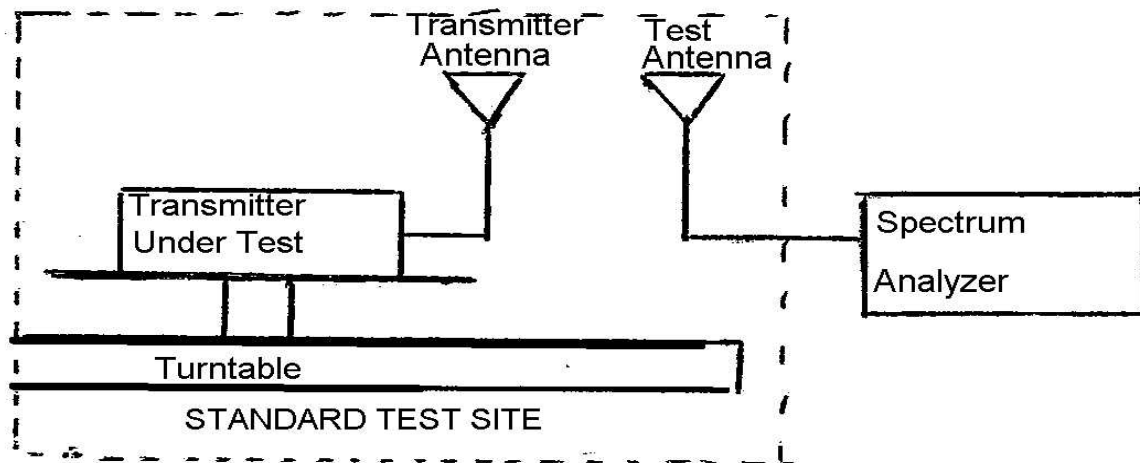 Transmitter
Antenna
Test
Antenna
Transmitter
Under Test
Spectrum
Analyzer
Turntable
STANDARD TEST SITE